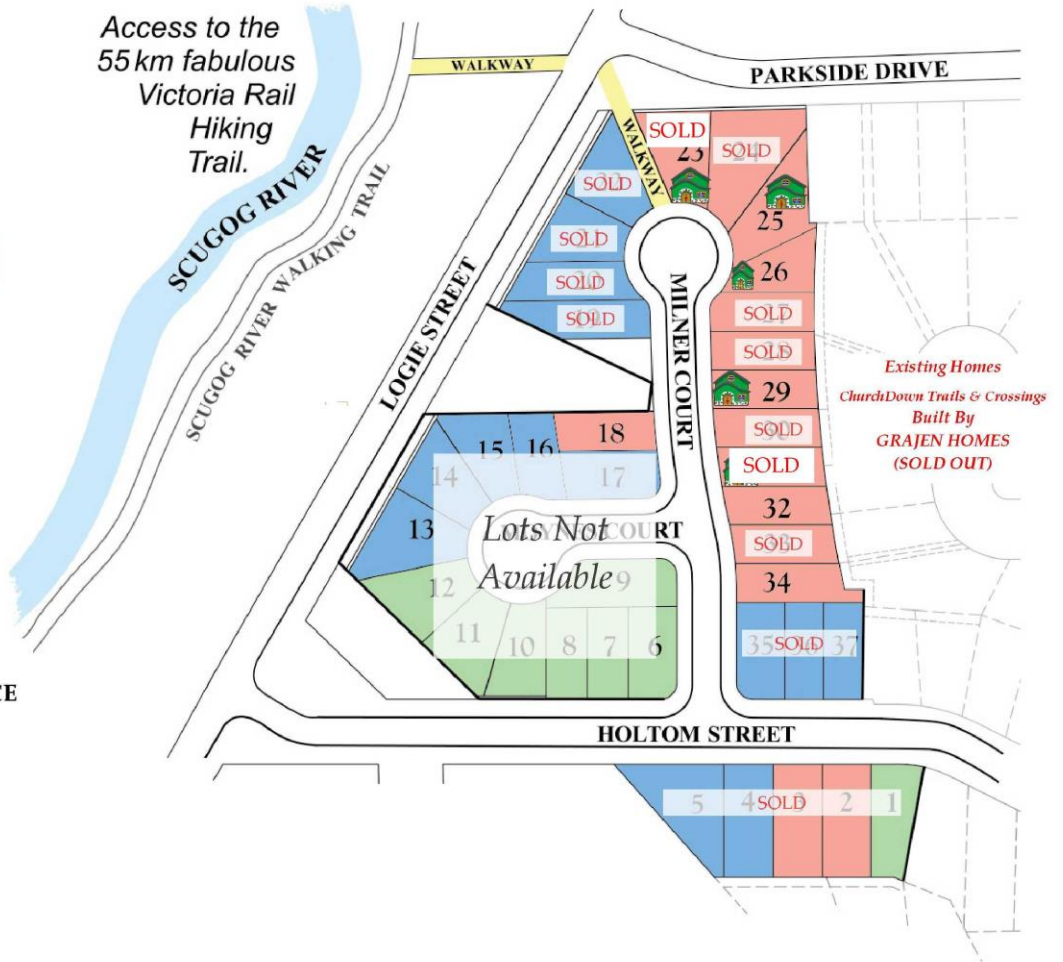 Access to the
55 km fabulous
Victoria Rail
Hiking
Trail.
WALKWAY
PARKSIDE DRIVE
SCUGOG RIVER
SCUGOG RIVER WALKING TRAIL
LOGIE STREET
WALKWAY
SOLD
23
SOLD
24
SOLD
25
SOLD
26
SOLD
SOLD
SOLD
SOLD
MILNER COURT
29
SOLD
SOLD
32
SOLD
34
Existing Homes
ChurchDown Trails & Crossings
Built By
GRAJEN HOMES
(SOLD OUT)
15
16
18
14
17
13
Lots Not
Available
COURT
12
9
11
10
8
7
6
35
SOLD
36
37
CE
HOLTOM STREET
5
4
SOLD
3
2
1